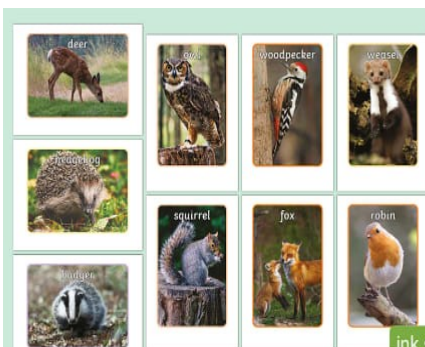 deer
owl
woodpecker
weasel
hedgehog
squirrel
fox
robin
badger
ink